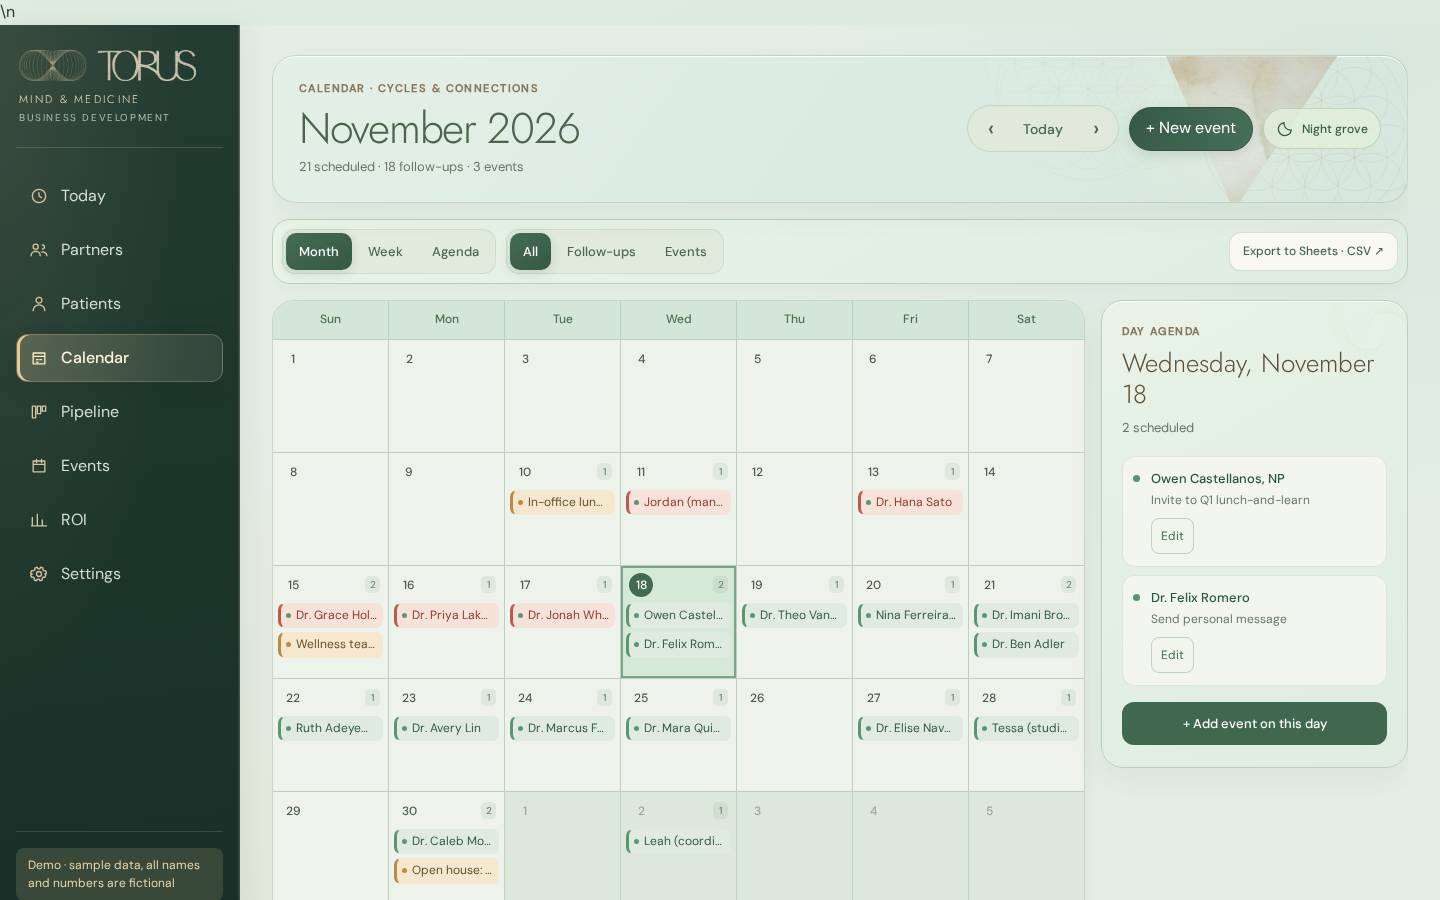 \n
TORUS
MIND & MEDICINE
BUSINESS DEVELOPMENT
Today
Partners
Patients
Calendar
Pipeline
Events
ROI
Settings
Demo · sample data, all names
and numbers are fictional
CALENDAR · CYCLES & CONNECTIONS
November 2026
21 scheduled · 18 follow-ups · 3 events
‹ Today ›
+ New event
Night grove
Month Week Agenda
All Follow-ups Events
Export to Sheets · CSV ↗
Sun Mon Tue Wed Thu Fri Sat
1 2 3 4 5 6 7
8 9 10 1 11 1 12 13 1 14
In-office lun… Jordan (man… Dr. Hana Sato
15 2 16 1 17 1 18 2 19 1 20 1 21 2
Dr. Grace Hol… Dr. Priya Lak… Dr. Jonah Wh… Owen Castel… Dr. Theo Van… Nina Ferreira… Dr. Imani Bro…
Wellness tea… Dr. Felix Rom… Dr. Ben Adler
22 1 23 1 24 1 25 1 26 27 1 28 1
Ruth Adeye… Dr. Avery Lin Dr. Marcus F… Dr. Mara Qui… Dr. Elise Nav… Tessa (studi…
29 30 2 1 2 1 3 4 5
Dr. Caleb Mo… Leah (coordi…
Open house: …
DAY AGENDA
Wednesday, November
18
2 scheduled
Owen Castellanos, NP
Invite to Q1 lunch-and-learn
Edit
Dr. Felix Romero
Send personal message
Edit
+ Add event on this day